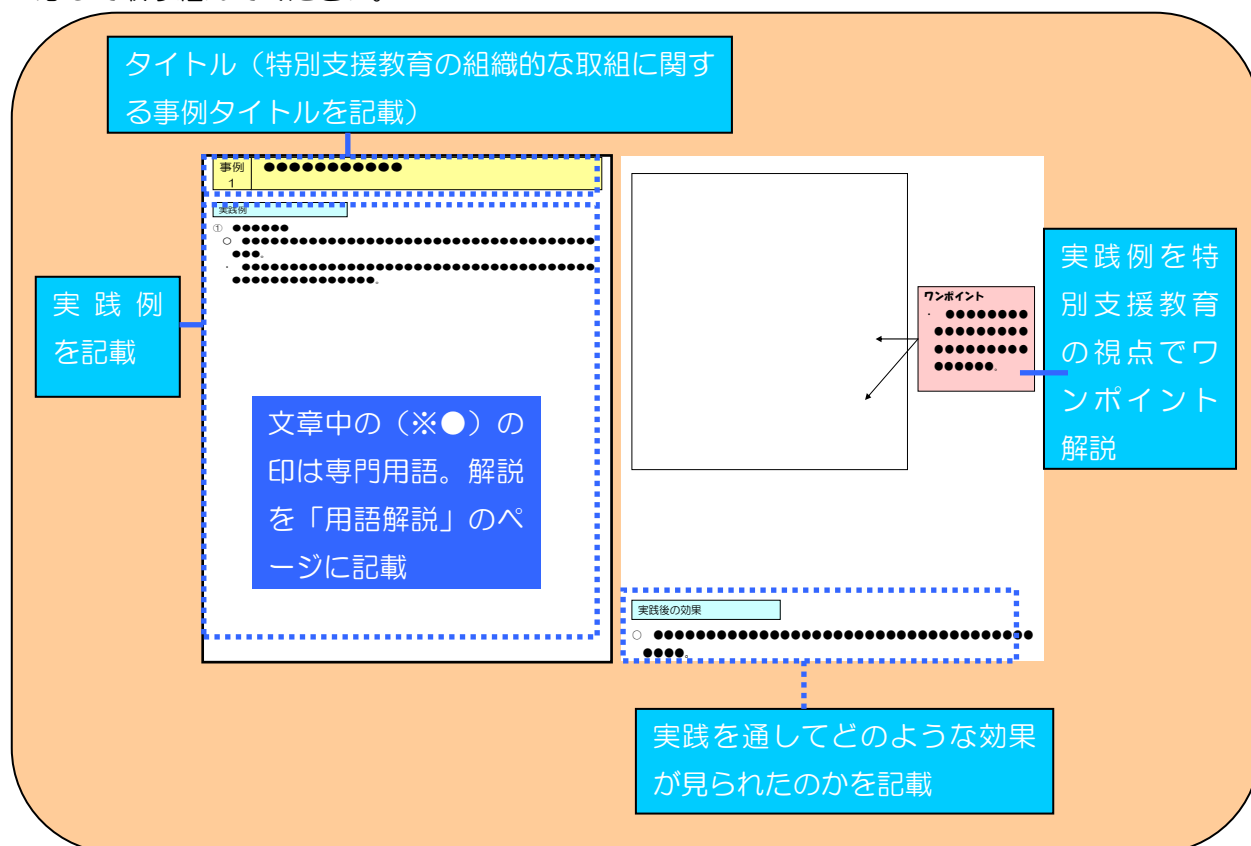 タイトル（特別支援教育の組織的な取組に関す
る事例タイトルを記載）
事例
1
●●●●●●●●●●●
実践例
① ●●●●●●
○ ●●●●●●●●●●●●●●●●●●●●●●●●●●●●●●●●●●
●●●。
・ ●●●●●●●●●●●●●●●●●●●●●●●●●●●●●●●●●●
●●●●●●●●●●●●●●。
実践例
を記載
文章中の（※●）の
印は専門用語。解説
を「用語解説」のペ
ージに記載
ワンポイント
・ ●●●●●●●●
●●●●●●●●●
●●●●●●●●●
●●●●●●。
実践例を特
別支援教育
の視点でワ
ンポイント
解説
実践後の効果
○ ●●●●●●●●●●●●●●●●●●●●●●●●●●●●●●●●●●●●
●●●●。
実践を通してどのような効果
が見られたのかを記載